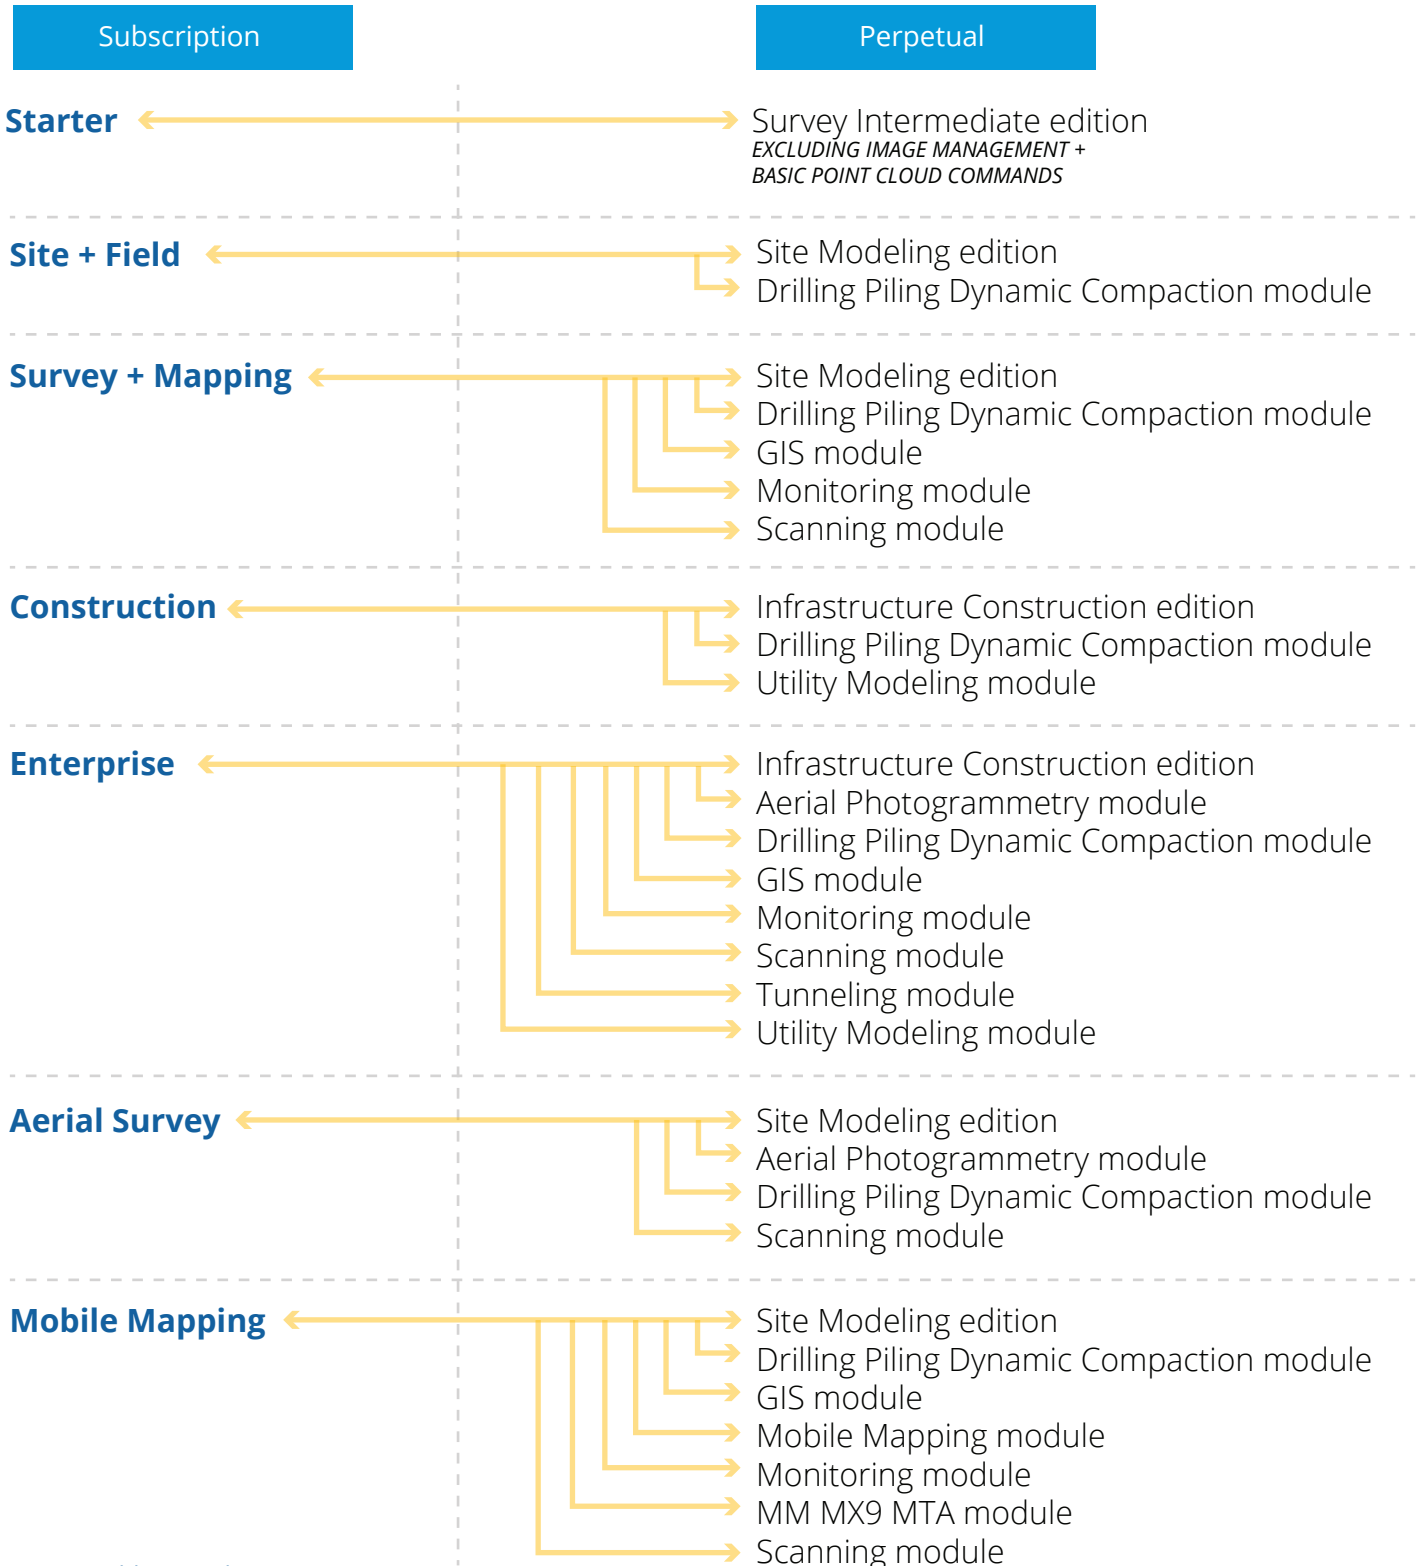 Subscription
Perpetual
Starter
Survey Intermediate edition
EXCLUDING IMAGE MANAGEMENT +
BASIC POINT CLOUD COMMANDS
Site + Field
Site Modeling edition
Drilling Piling Dynamic Compaction module
Survey + Mapping
Site Modeling edition
Drilling Piling Dynamic Compaction module
GIS module
Monitoring module
Scanning module
Construction
Infrastructure Construction edition
Drilling Piling Dynamic Compaction module
Utility Modeling module
Enterprise
Infrastructure Construction edition
Aerial Photogrammetry module
Drilling Piling Dynamic Compaction module
GIS module
Monitoring module
Scanning module
Tunneling module
Utility Modeling module
Aerial Survey
Site Modeling edition
Aerial Photogrammetry module
Drilling Piling Dynamic Compaction module
Scanning module
Mobile Mapping
Site Modeling edition
Drilling Piling Dynamic Compaction module
GIS module
Mobile Mapping module
Monitoring module
MM MX9 MTA module
Scanning module